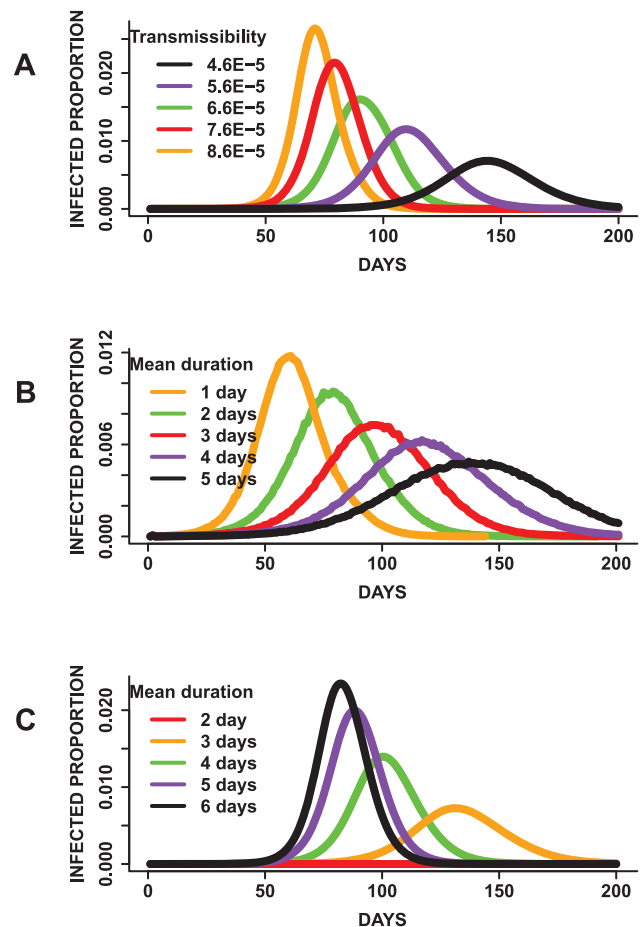 A
INFECTED PROPORTION
0.000 0.010 0.020
Transmissibility
4.6E−5
5.6E−5
6.6E−5
7.6E−5
8.6E−5
0 50 100 150 200
DAYS
B
INFECTED PROPORTION
0.000 0.006 0.012
Mean duration
1 day
2 days
3 days
4 days
5 days
0 50 100 150 200
DAYS
C
INFECTED PROPORTION
0.000 0.010 0.020
Mean duration
2 day
3 days
4 days
5 days
6 days
0 50 100 150 200
DAYS